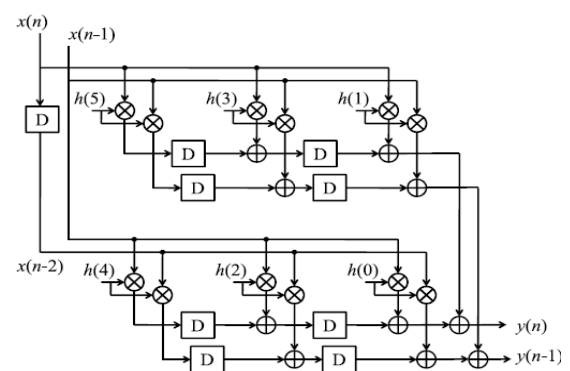 x(n)
x(n-1)
h(5)
h(3)
h(1)
D
D
D
D
D
x(n-2)
h(4)
h(2)
h(0)
D
D
y(n)
D
D
y(n-1)